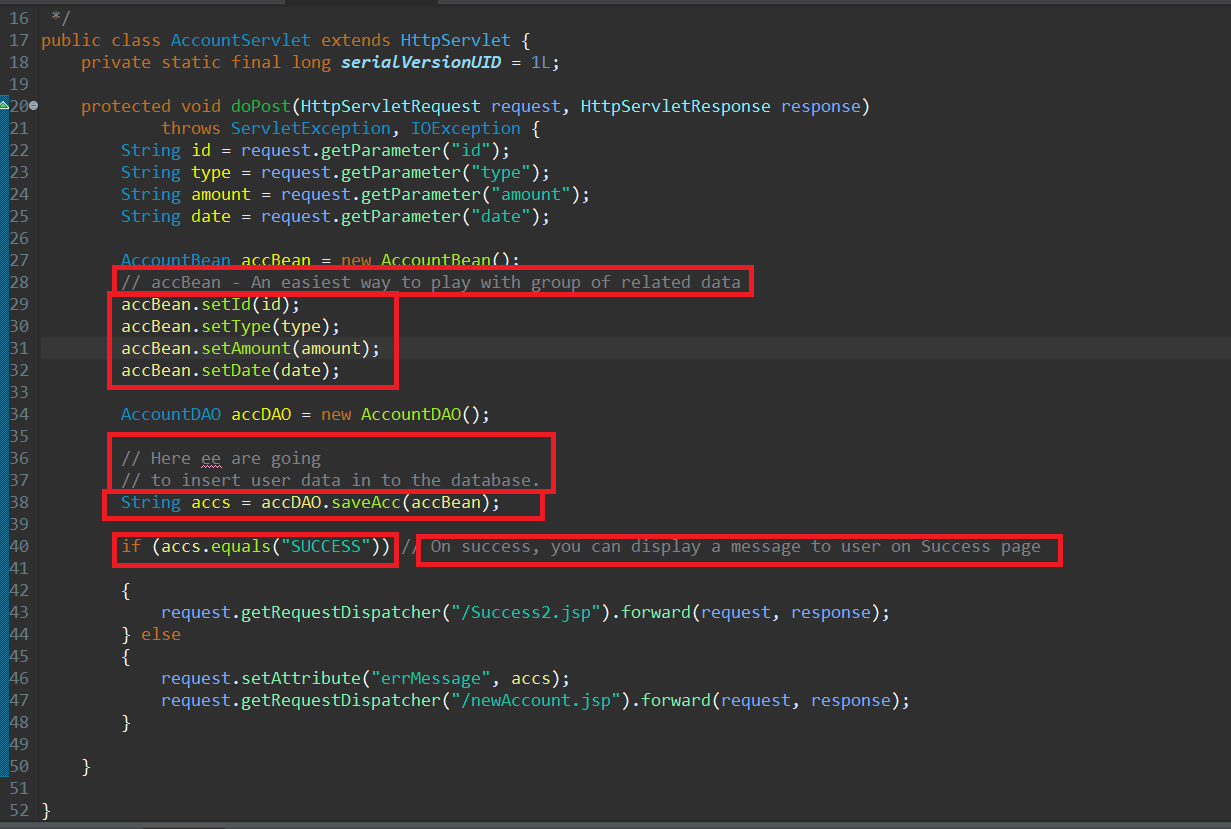 16  */
17 public class AccountServlet extends HttpServlet {
18     private static final long serialVersionUID = 1L;
19
20     protected void doPost(HttpServletRequest request, HttpServletResponse response)
21             throws ServletException, IOException {
22         String id = request.getParameter("id");
23         String type = request.getParameter("type");
24         String amount = request.getParameter("amount");
25         String date = request.getParameter("date");
26
27         AccountBean accBean = new AccountBean();
28         // accBean - An easiest way to play with group of related data
29         accBean.setId(id);
30         accBean.setType(type);
31         accBean.setAmount(amount);
32         accBean.setDate(date);
33
34         AccountDAO accDAO = new AccountDAO();
35
36         // Here ee are going
37         // to insert user data in to the database.
38         String accs = accDAO.saveAcc(accBean);
39
40         if (accs.equals("SUCCESS")) // On success, you can display a message to user on Success page
41
42         {
43             request.getRequestDispatcher("/Success2.jsp").forward(request, response);
44         } else
45         {
46             request.setAttribute("errMessage", accs);
47             request.getRequestDispatcher("/newAccount.jsp").forward(request, response);
48         }
49
50     }
51
52 }